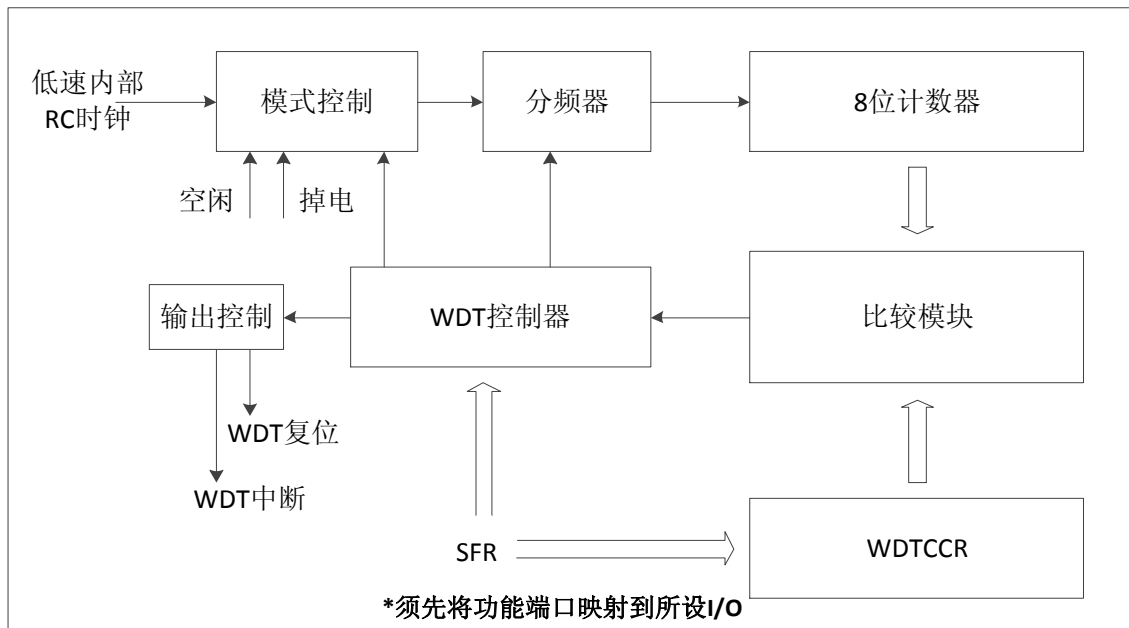 低速内部
RC时钟
模式控制
分频器
8位计数器
空闲
掉电
输出控制
WDT控制器
比较模块
WDT复位
WDT中断
SFR
WDTCCR
*须先将功能端口映射到所设I/O